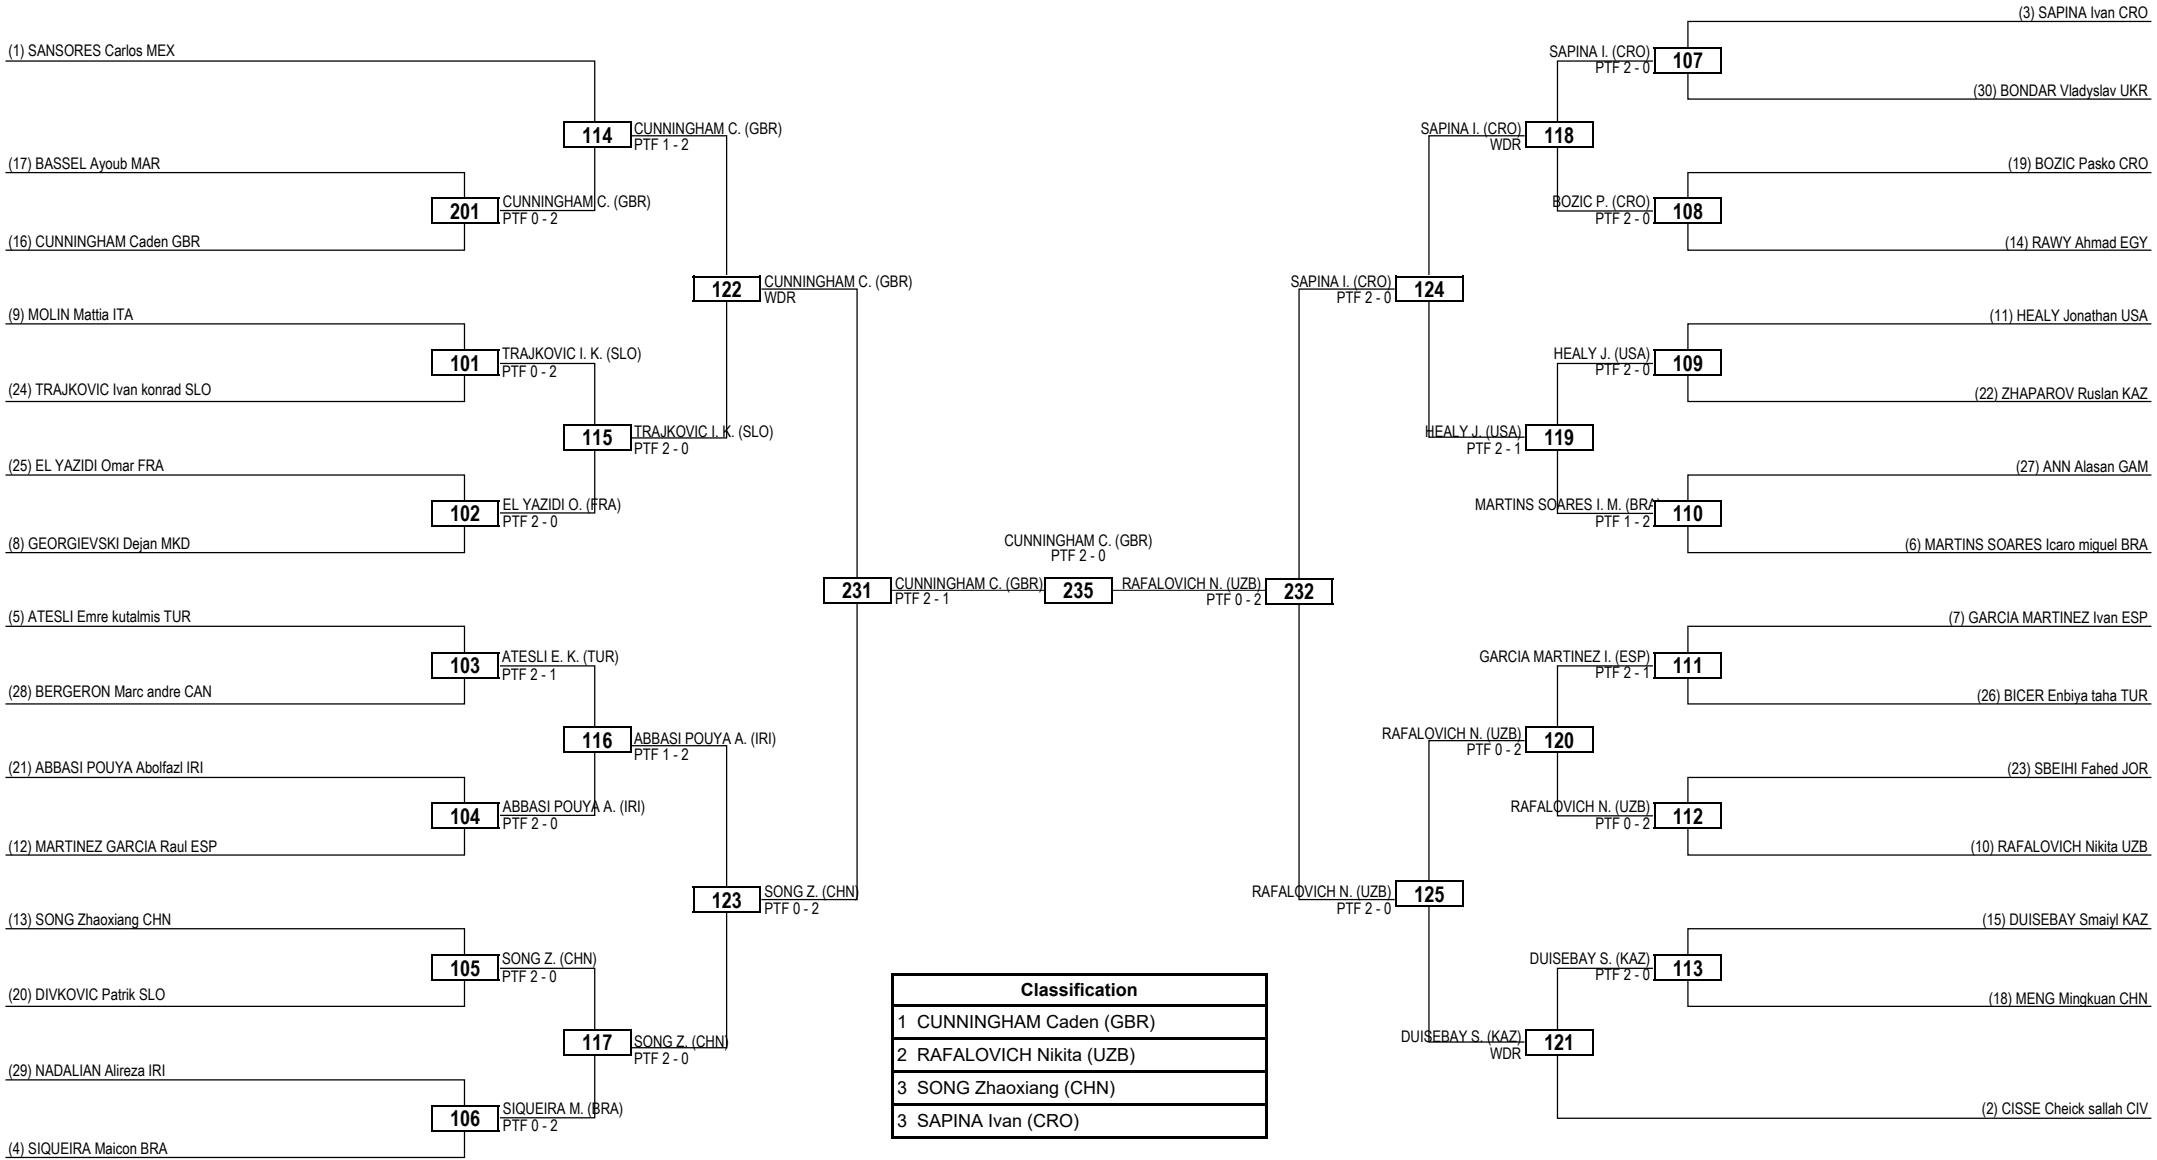 (1) SANSORES Carlos MEX
114
CUNNINGHAM C. (GBR)
PTF 1 - 2
(17) BASSEL Ayoub MAR
201
CUNNINGHAM C. (GBR)
PTF 0 - 2
(16) CUNNINGHAM Caden GBR
122
CUNNINGHAM C. (GBR)
WDR
(9) MOLIN Mattia ITA
101
TRAJKOVIC I. K. (SLO)
PTF 0 - 2
(24) TRAJKOVIC Ivan konrad SLO
115
TRAJKOVIC I. K. (SLO)
PTF 2 - 0
(25) EL YAZIDI Omar FRA
102
EL YAZIDI O. (FRA)
PTF 2 - 0
(8) GEORGIEVSKI Dejan MKD
231
CUNNINGHAM C. (GBR)
PTF 2 - 1
(5) ATESLI Emre kutalmis TUR
103
ATESLI E. K. (TUR)
PTF 2 - 1
(28) BERGERON Marc andre CAN
116
ABBASI POUYA A. (IRI)
PTF 1 - 2
(21) ABBASI POUYA Abolfazl IRI
104
ABBASI POUYA A. (IRI)
PTF 2 - 0
(12) MARTINEZ GARCIA Raul ESP
123
SONG Z. (CHN)
PTF 0 - 2
(13) SONG Zhaoxiang CHN
105
SONG Z. (CHN)
PTF 2 - 0
(20) DIVKOVIC Patrik SLO
117
SONG Z. (CHN)
PTF 2 - 0
(29) NADALIAN Alireza IRI
106
SIQUEIRA M. (BRA)
PTF 0 - 2
(4) SIQUEIRA Maicon BRA
CUNNINGHAM C. (GBR)
PTF 2 - 0
235
(3) SAPINA Ivan CRO
SAPINA I. (CRO)
PTF 2 - 0
107
(30) BONDAR Vladyslav UKR
SAPINA I. (CRO)
WDR
118
(19) BOZIC Pasko CRO
BOZIC P. (CRO)
PTF 2 - 0
108
(14) RAWY Ahmad EGY
SAPINA I. (CRO)
PTF 2 - 0
124
(11) HEALY Jonathan USA
HEALY J. (USA)
PTF 2 - 0
109
(22) ZHAPAROV Ruslan KAZ
HEALY J. (USA)
PTF 2 - 1
119
(27) ANN Alasan GAM
MARTINS SOARES I. M. (BRA
PTF 1 - 2
110
(6) MARTINS SOARES Icaro miguel BRA
RAFALOVICH N. (UZB)
PTF 0 - 2
232
(7) GARCIA MARTINEZ Ivan ESP
GARCIA MARTINEZ I. (ESP)
PTF 2 - 1
111
(26) BICER Enbiya taha TUR
RAFALOVICH N. (UZB)
PTF 0 - 2
120
(23) SBEIHI Fahed JOR
RAFALOVICH N. (UZB)
PTF 0 - 2
112
(10) RAFALOVICH Nikita UZB
RAFALOVICH N. (UZB)
PTF 2 - 0
125
(15) DUISEBAY Smaiyl KAZ
DUISEBAY S. (KAZ)
PTF 2 - 0
113
(18) MENG Mingkuan CHN
DUISEBAY S. (KAZ)
WDR
121
(2) CISSE Cheick sallah CIV
Classification
1 CUNNINGHAM Caden (GBR)
2 RAFALOVICH Nikita (UZB)
3 SONG Zhaoxiang (CHN)
3 SAPINA Ivan (CRO)